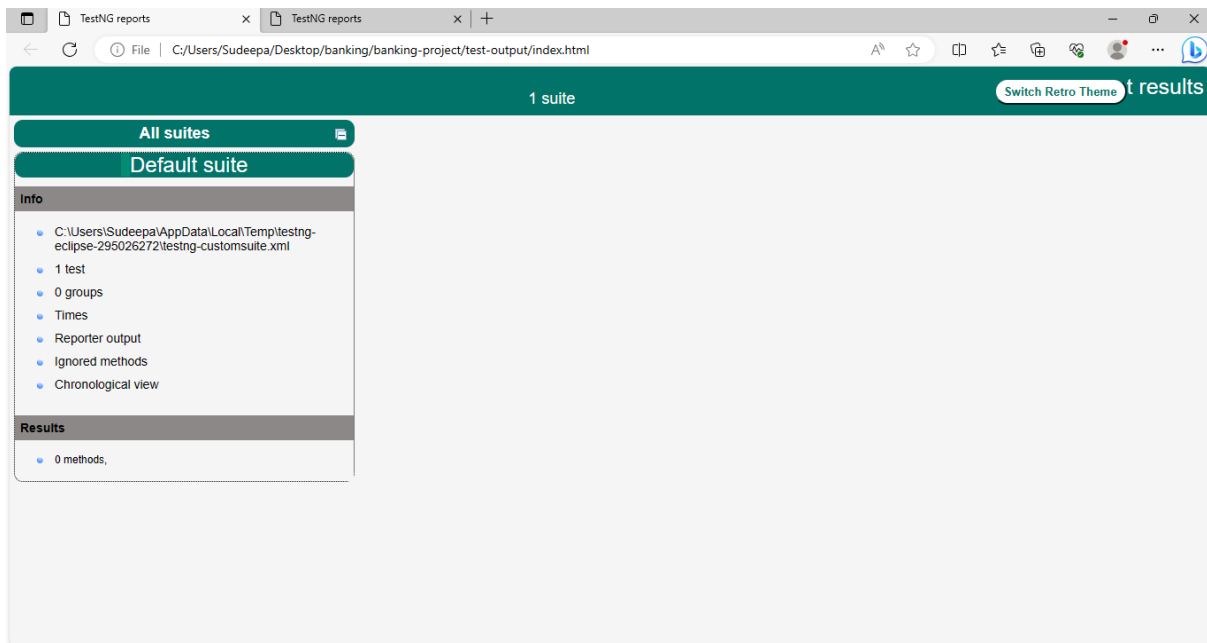 TestNG reports
TestNG reports
File
C:/Users/Sudeepa/Desktop/banking/banking-project/test-output/index.html
1 suite
Switch Retro Theme
t results
All suites
Default suite
Info
C:\Users\Sudeepa\AppData\Local\Temp\testng-
eclipse-295026272\testng-customsuite.xml
1 test
0 groups
Times
Reporter output
Ignored methods
Chronological view
Results
0 methods,